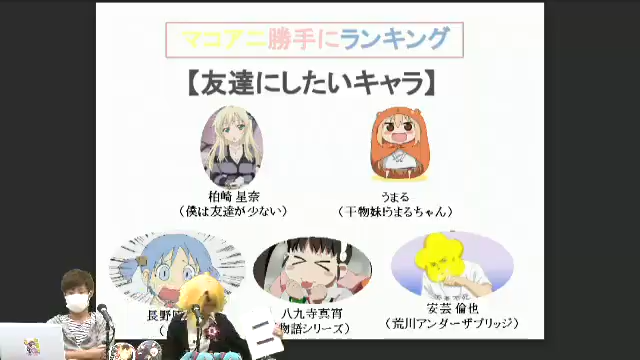 マコアニ勝手にランキング
【友達にしたいキャラ】
柏崎 星奈
（僕は友達が少ない）
うまる
（干物妹!うまるちゃん）
長野原
八九寺真宵
物語シリーズ）
安芸 倫也
（荒川アンダーザブリッジ）